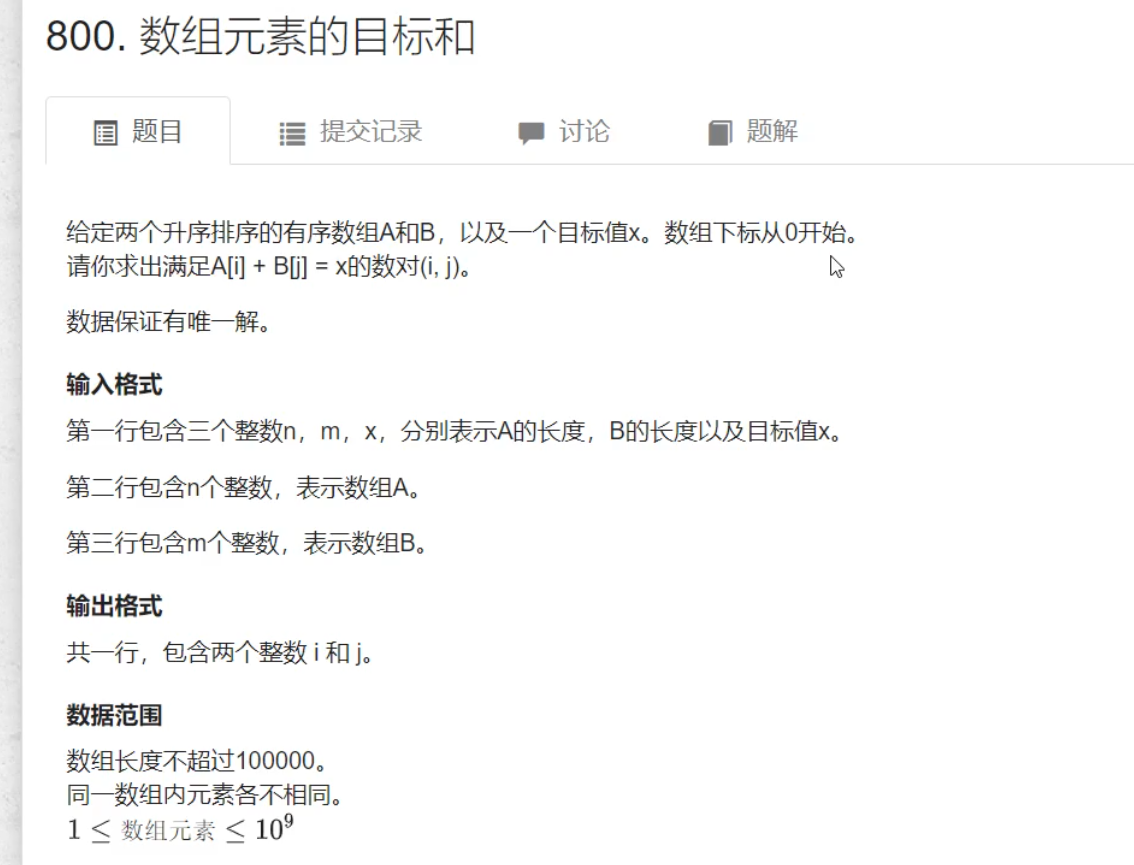 800. 数组元素的目标和
题目 提交记录 讨论 题解
给定两个升序排序的有序数组A和B，以及一个目标值x。数组下标从0开始。
请你求出满足A[i] + B[j] = x的数对(i, j)。
数据保证有唯一解。
输入格式
第一行包含三个整数n，m，x，分别表示A的长度，B的长度以及目标值x。
第二行包含n个整数，表示数组A。
第三行包含m个整数，表示数组B。
输出格式
共一行，包含两个整数 i 和 j。
数据范围
数组长度不超过100000。
同一数组内元素各不相同。
1 ≤ 数组元素 ≤ 10⁹